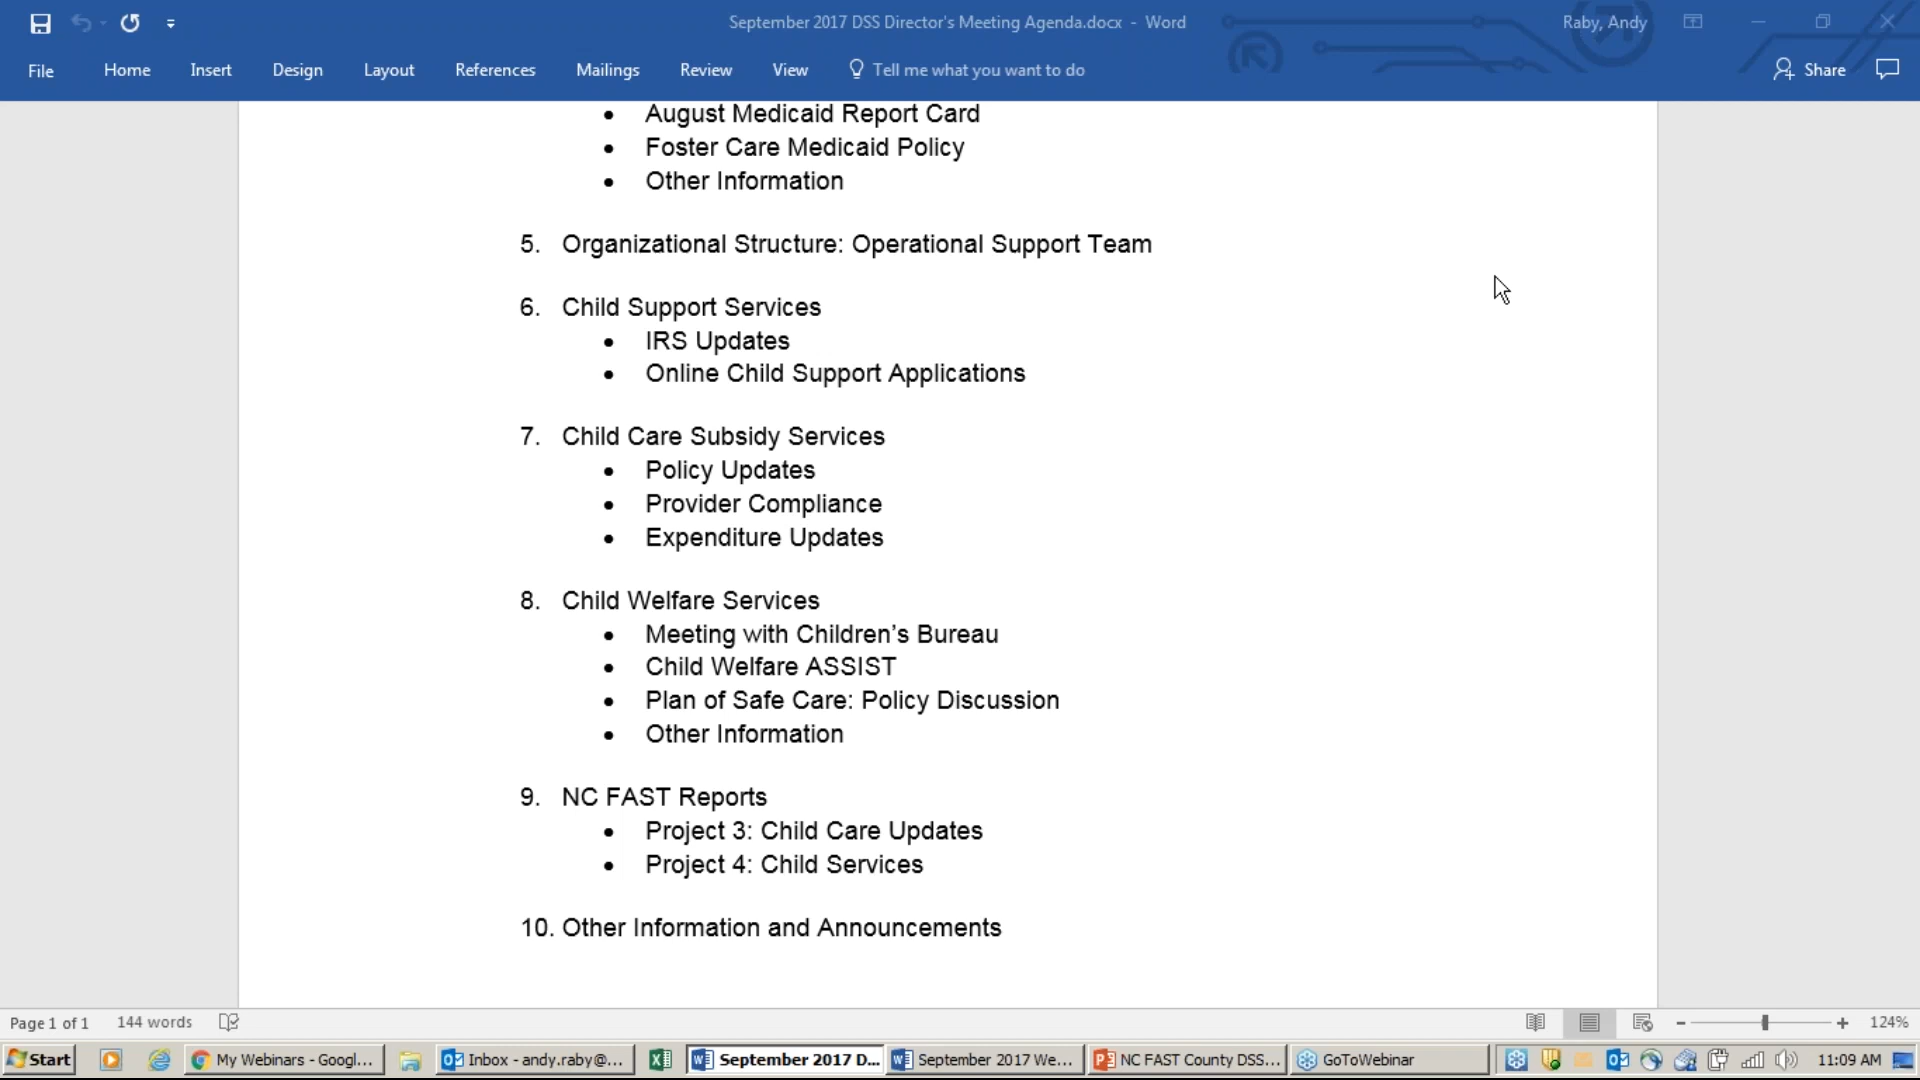 September 2017 DSS Director's Meeting Agenda.docx - Word
Raby, Andy
File Home Insert Design Layout References Mailings Review View Tell me what you want to do Share
• August Medicaid Report Card
• Foster Care Medicaid Policy
• Other Information
5. Organizational Structure: Operational Support Team
6. Child Support Services
• IRS Updates
• Online Child Support Applications
7. Child Care Subsidy Services
• Policy Updates
• Provider Compliance
• Expenditure Updates
8. Child Welfare Services
• Meeting with Children’s Bureau
• Child Welfare ASSIST
• Plan of Safe Care: Policy Discussion
• Other Information
9. NC FAST Reports
• Project 3: Child Care Updates
• Project 4: Child Services
10. Other Information and Announcements
Page 1 of 1 144 words 124%
Start My Webinars - Googl... Inbox - andy.raby@... September 2017 D... September 2017 We... NC FAST County DSS... GoToWebinar 11:09 AM